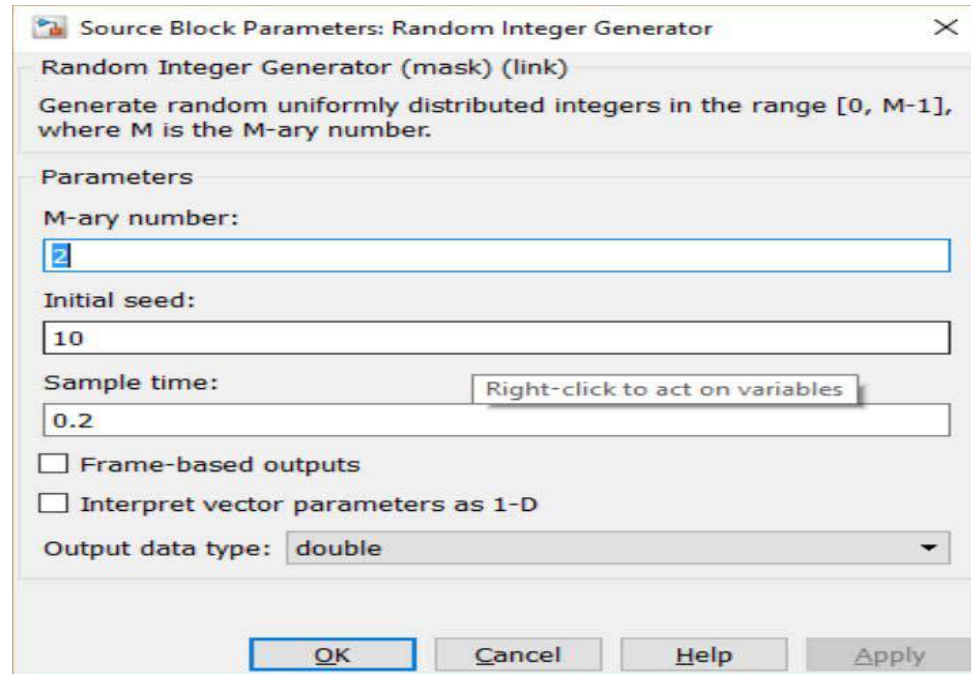 Source Block Parameters: Random Integer Generator
Random Integer Generator (mask) (link)
Generate random uniformly distributed integers in the range [0, M-1],
where M is the M-ary number.
Parameters
M-ary number:
2
Initial seed:
10
Sample time:
Right-click to act on variables
0.2
Frame-based outputs
Interpret vector parameters as 1-D
Output data type: double
OK Cancel Help Apply